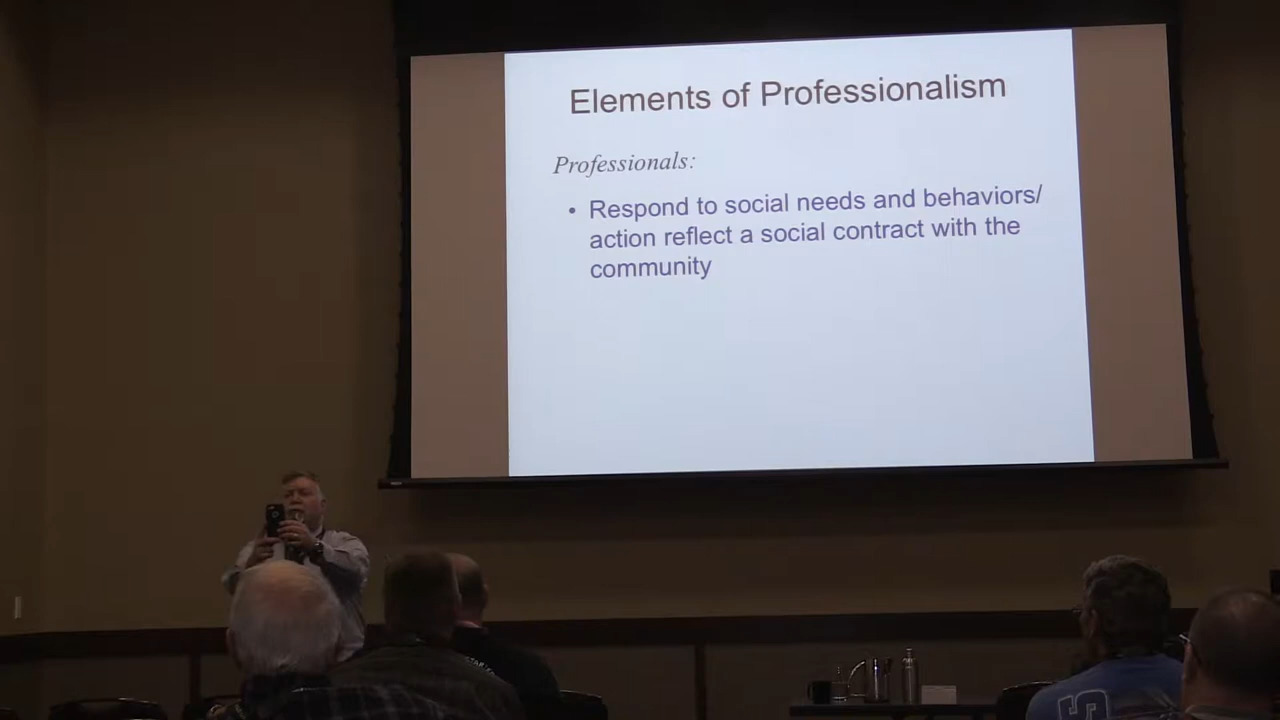 Elements of Professionalism
Professionals:
• Respond to social needs and behaviors/
action reflect a social contract with the
community